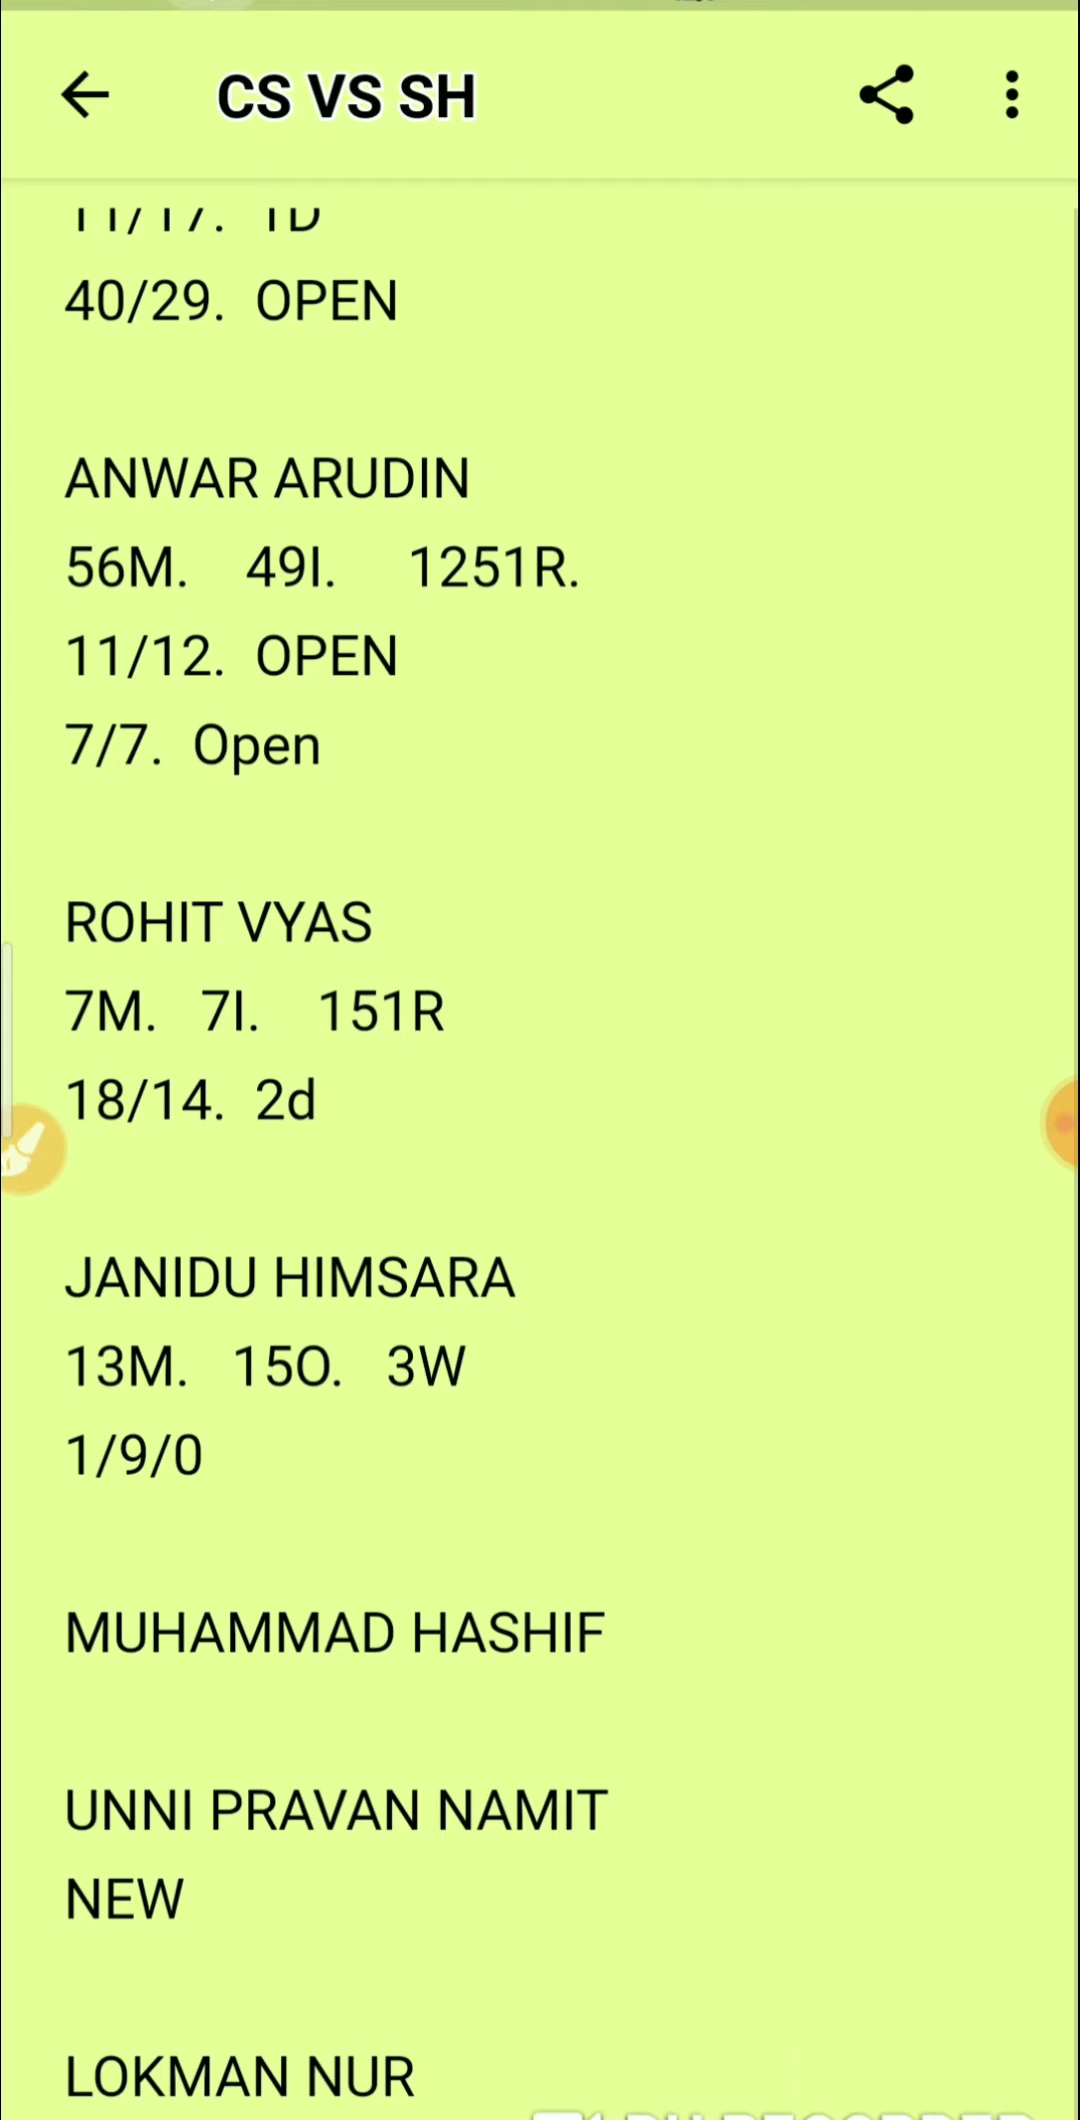 CS VS SH
40/29. OPEN
ANWAR ARUDIN
56M. 49I. 1251R.
11/12. OPEN
7/7. Open
ROHIT VYAS
7M. 7I. 151R
18/14. 2d
JANIDU HIMSARA
13M. 15O. 3W
1/9/0
MUHAMMAD HASHIF
UNNI PRAVAN NAMIT
NEW
LOKMAN NUR